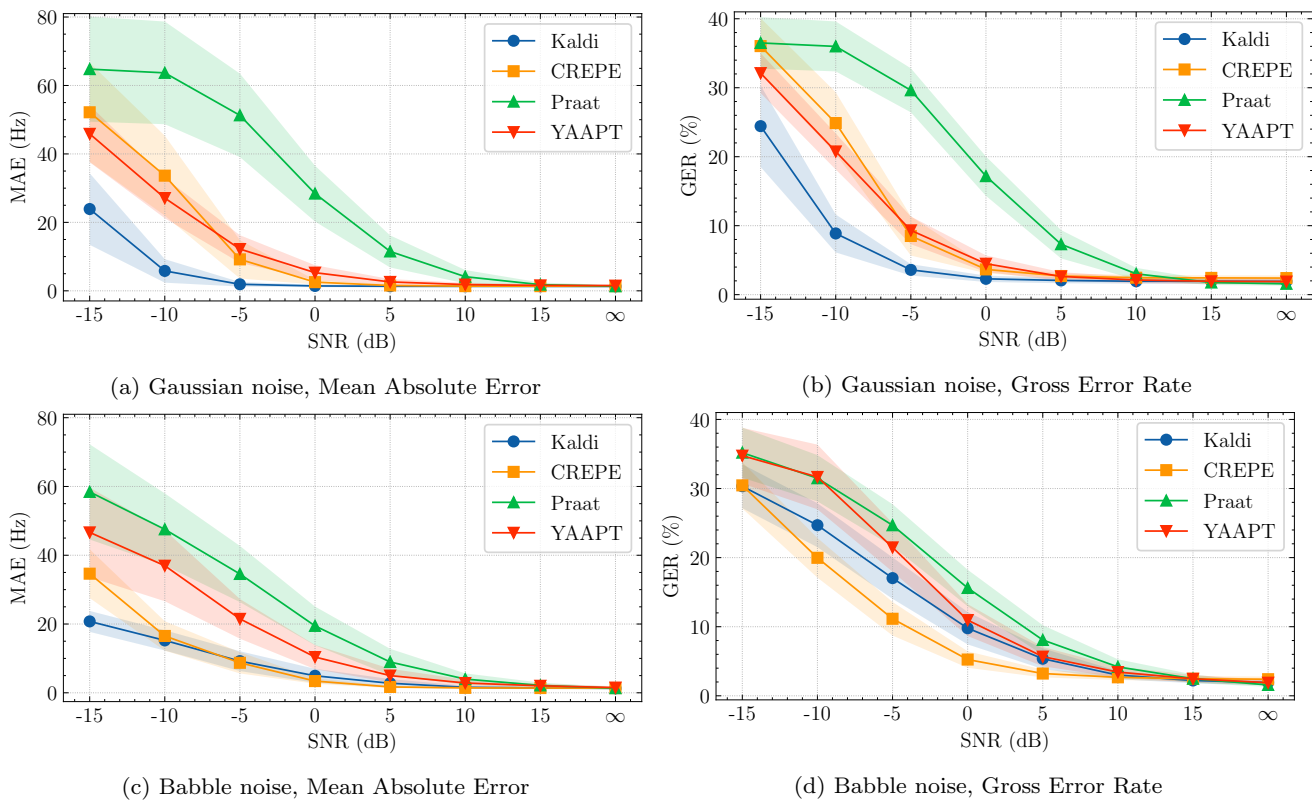 80
60
40
20
0
MAE (Hz)
-15 -10 -5 0 5 10 15 ∞
SNR (dB)
Kaldi
CREPE
Praat
YAAPT
(a) Gaussian noise, Mean Absolute Error
40
30
20
10
0
GER (%)
-15 -10 -5 0 5 10 15 ∞
SNR (dB)
Kaldi
CREPE
Praat
YAAPT
(b) Gaussian noise, Gross Error Rate
80
60
40
20
0
MAE (Hz)
-15 -10 -5 0 5 10 15 ∞
SNR (dB)
Kaldi
CREPE
Praat
YAAPT
(c) Babble noise, Mean Absolute Error
40
30
20
10
0
GER (%)
-15 -10 -5 0 5 10 15 ∞
SNR (dB)
Kaldi
CREPE
Praat
YAAPT
(d) Babble noise, Gross Error Rate